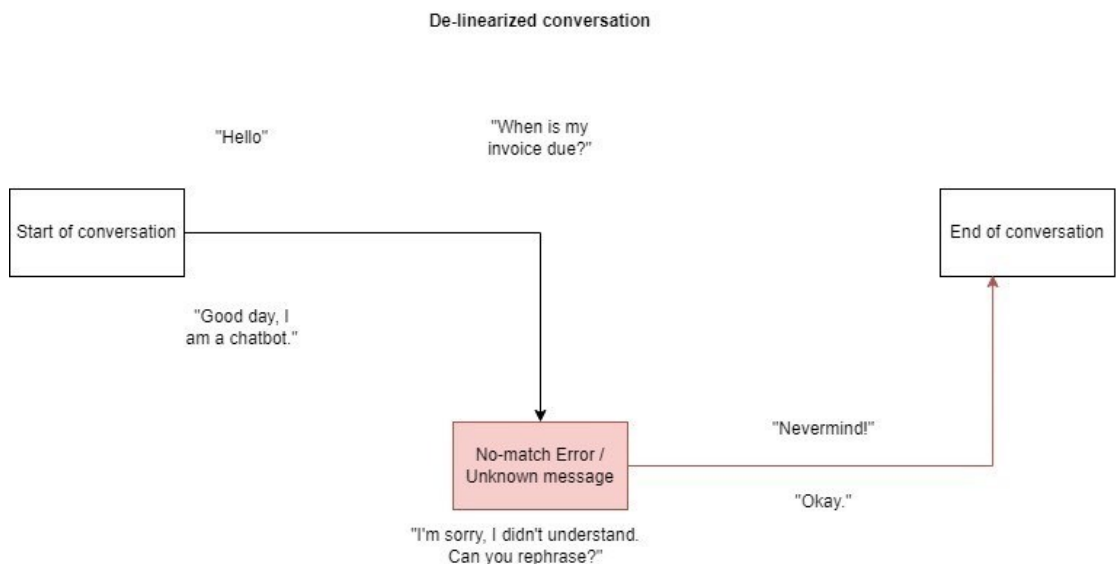 De-linearized conversation
"Hello"
"When is my
invoice due?"
Start of conversation
End of conversation
"Good day, I
am a chatbot."
No-match Error /
Unknown message
"Nevermind!"
"Okay."
"I'm sorry, I didn't understand.
Can you rephrase?"